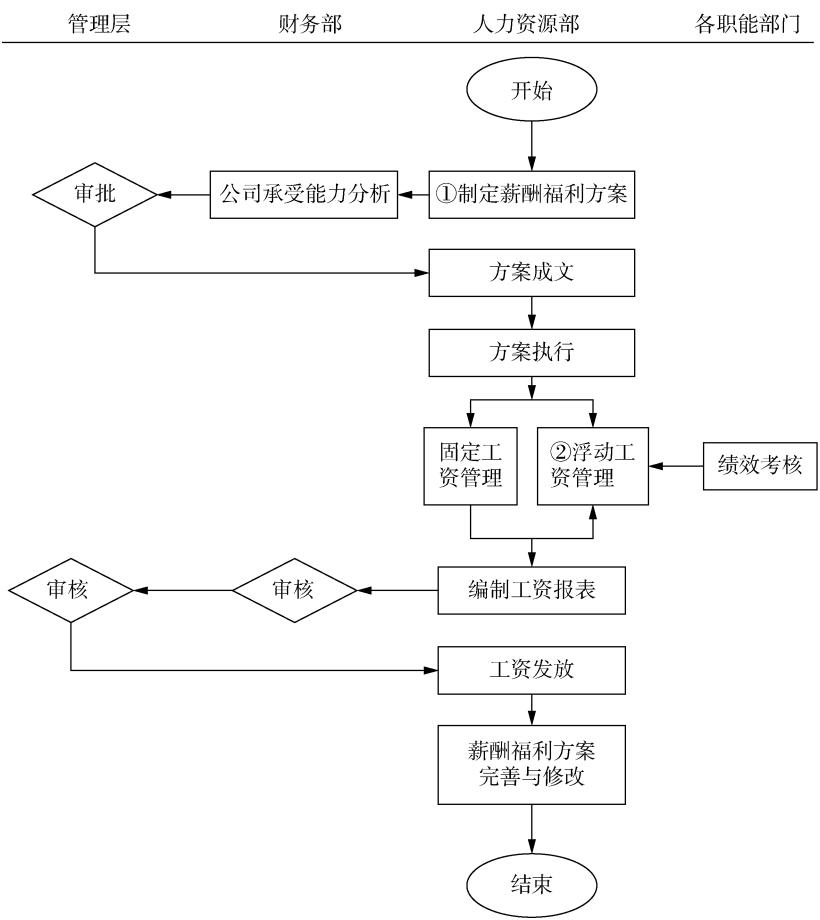 管理层
财务部
人力资源部
各职能部门
开始
审批
公司承受能力分析
①制定薪酬福利方案
方案成文
方案执行
固定工
资管理
②浮动工
资管理
绩效考核
审核
审核
编制工资报表
工资发放
薪酬福利方案
完善与修改
结束